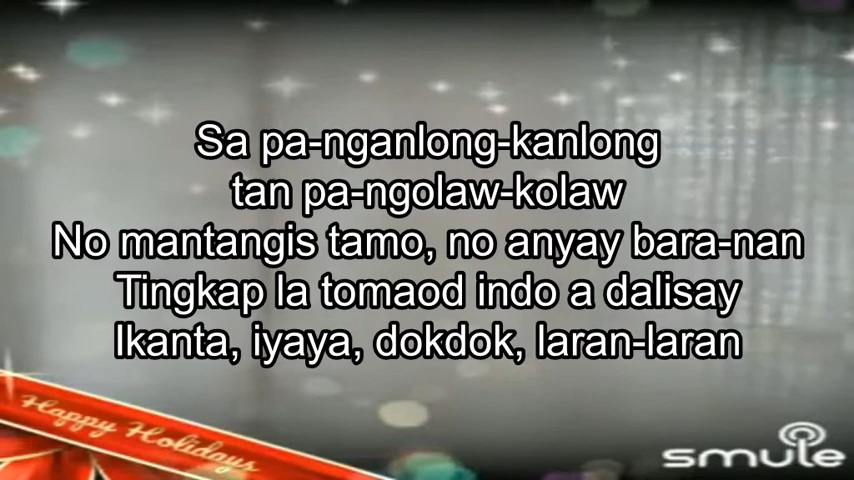 Sa pa-nganlong-kanlong
tan pa-ngolaw-kolaw
No mantangis tamo, no anyay bara-nan
Tingkap la tomaod indo a dalisay
Ikanta, iyaya, dokdok, laran-laran
Happy Holidays
smule